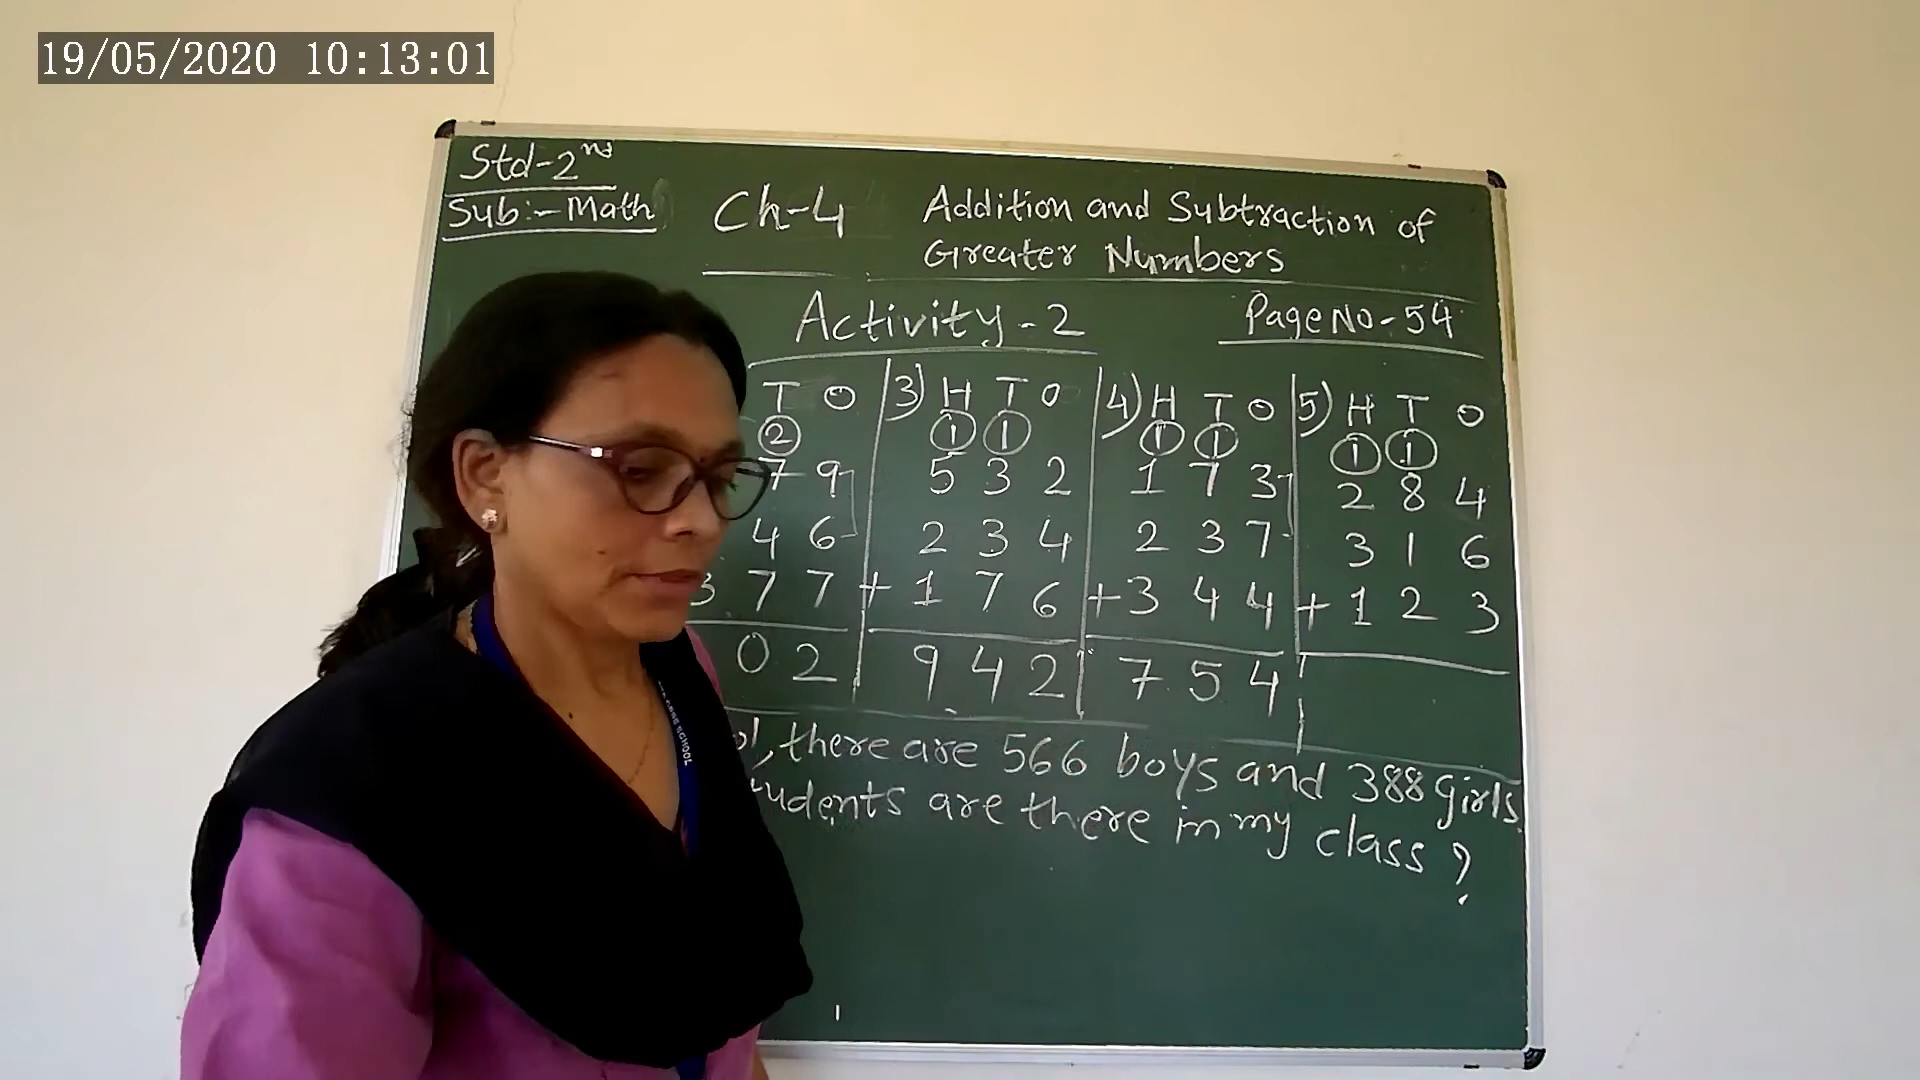 19/05/2020 10:13:01
Std-2nd
Sub:- Math
Ch-4 Addition and Subtraction of
Greater Numbers
Activity-2 Page No-54
T O 3) H T O 4) H T O 5) H T O
2 1 1 1 1 1 1
7 9 5 3 2 1 7 3 2 8 4
4 6 2 3 4 2 3 7 3 1 6
3 7 7 + 1 7 6 + 3 4 4 + 1 2 3
0 2 9 4 2 7 5 4
, there are 566 boys and 388 girls.
are there in my class ?
SCHOOL